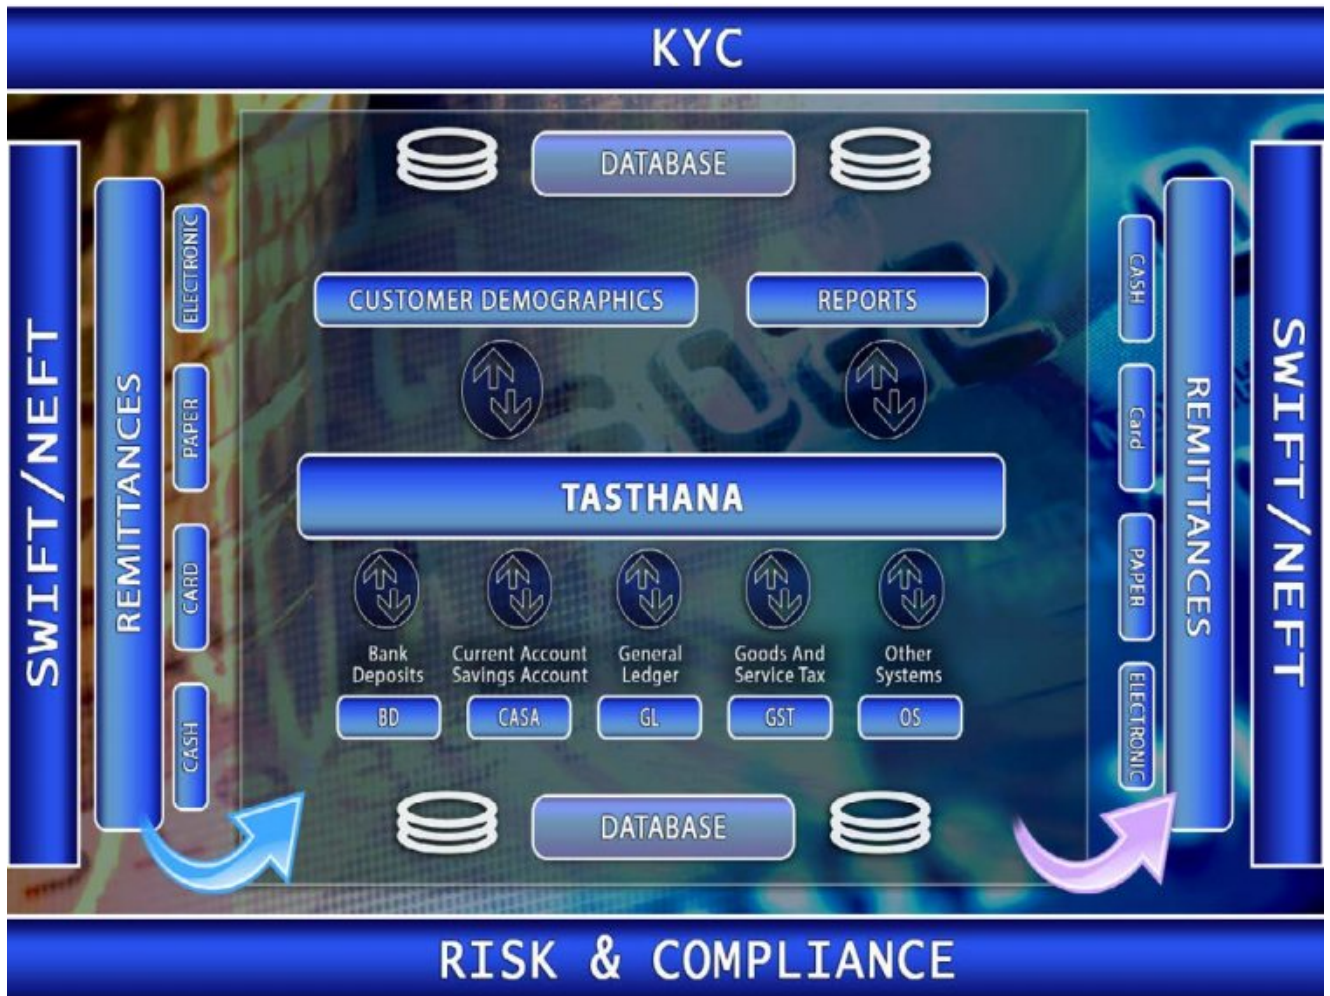 KYC
SWIFT/NEFT
REMITTANCES
ELECTRONIC
PAPER
CARD
CASH
DATABASE
CUSTOMER DEMOGRAPHICS
REPORTS
TASTHANA
Bank
Deposits
BD
Current Account
Savings Account
CASA
General
Ledger
GL
Goods And
Service Tax
GST
Other
Systems
OS
DATABASE
CASH
Card
PAPER
ELECTRONIC
REMITTANCES
SWIFT/NEFT
RISK & COMPLIANCE